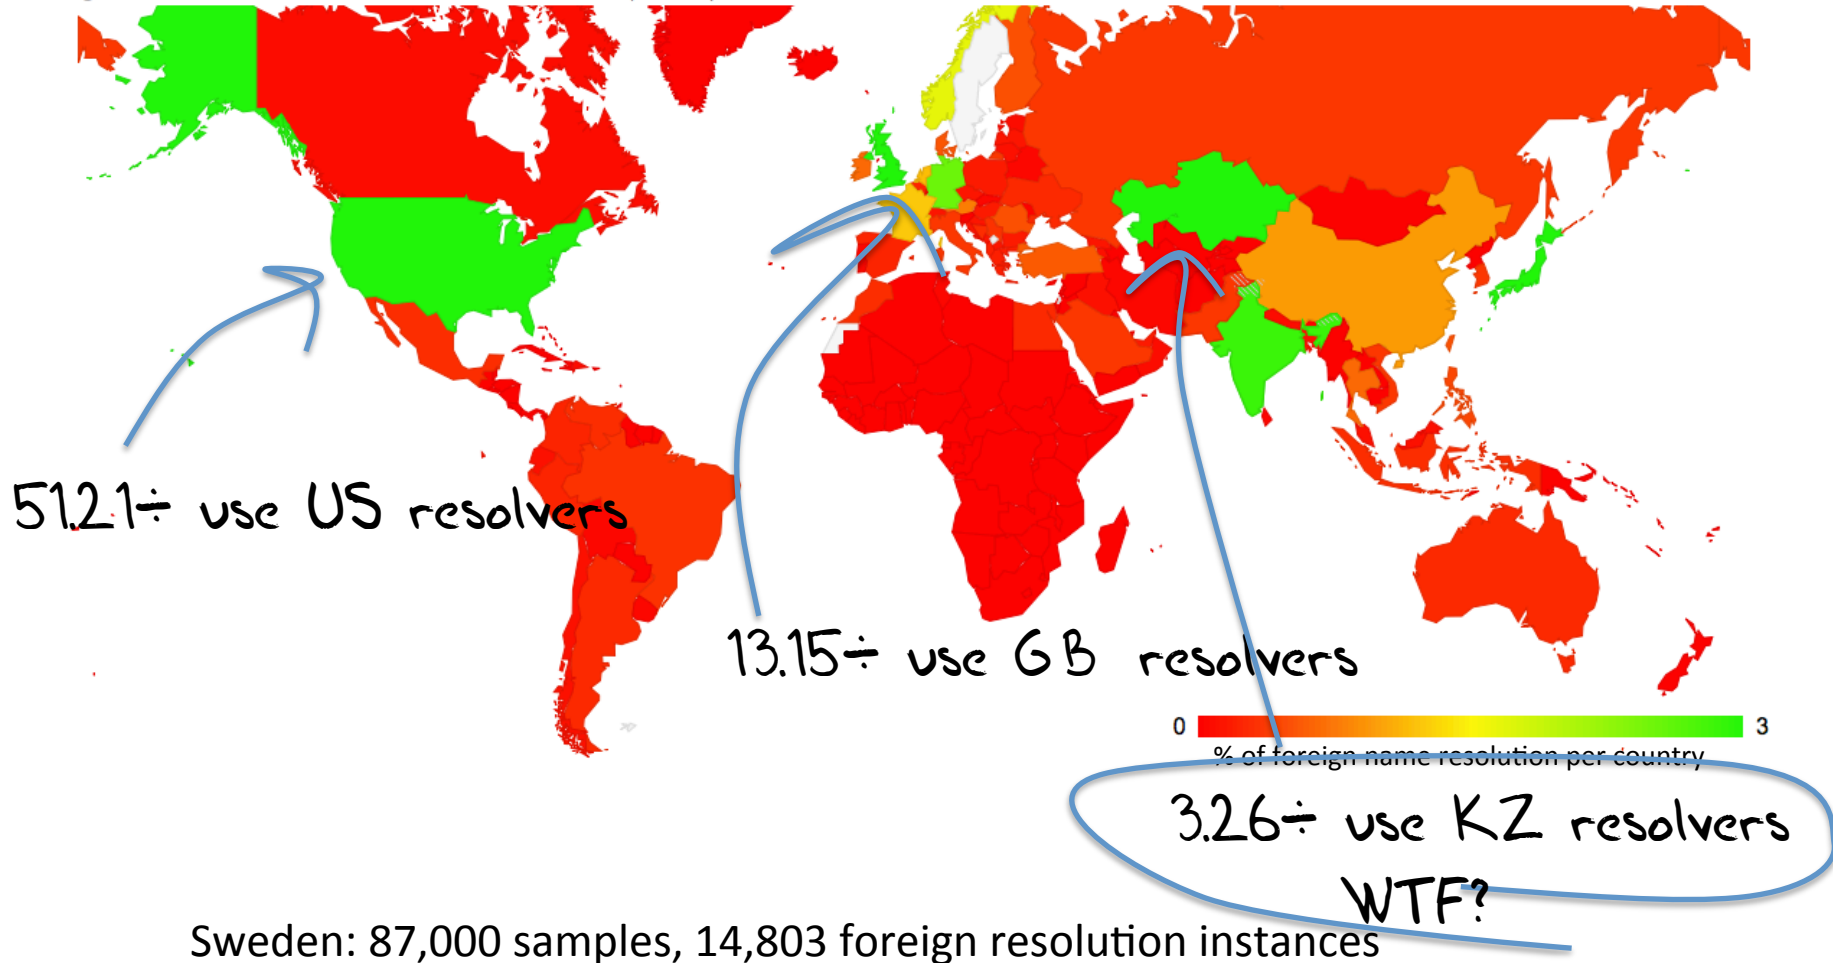 51.21÷ use US resolvers
13.15÷ use GB resolvers
0 3
% of foreign name resolution per country
3.26÷ use KZ resolvers
WTF?
Sweden: 87,000 samples, 14,803 foreign resolution instances